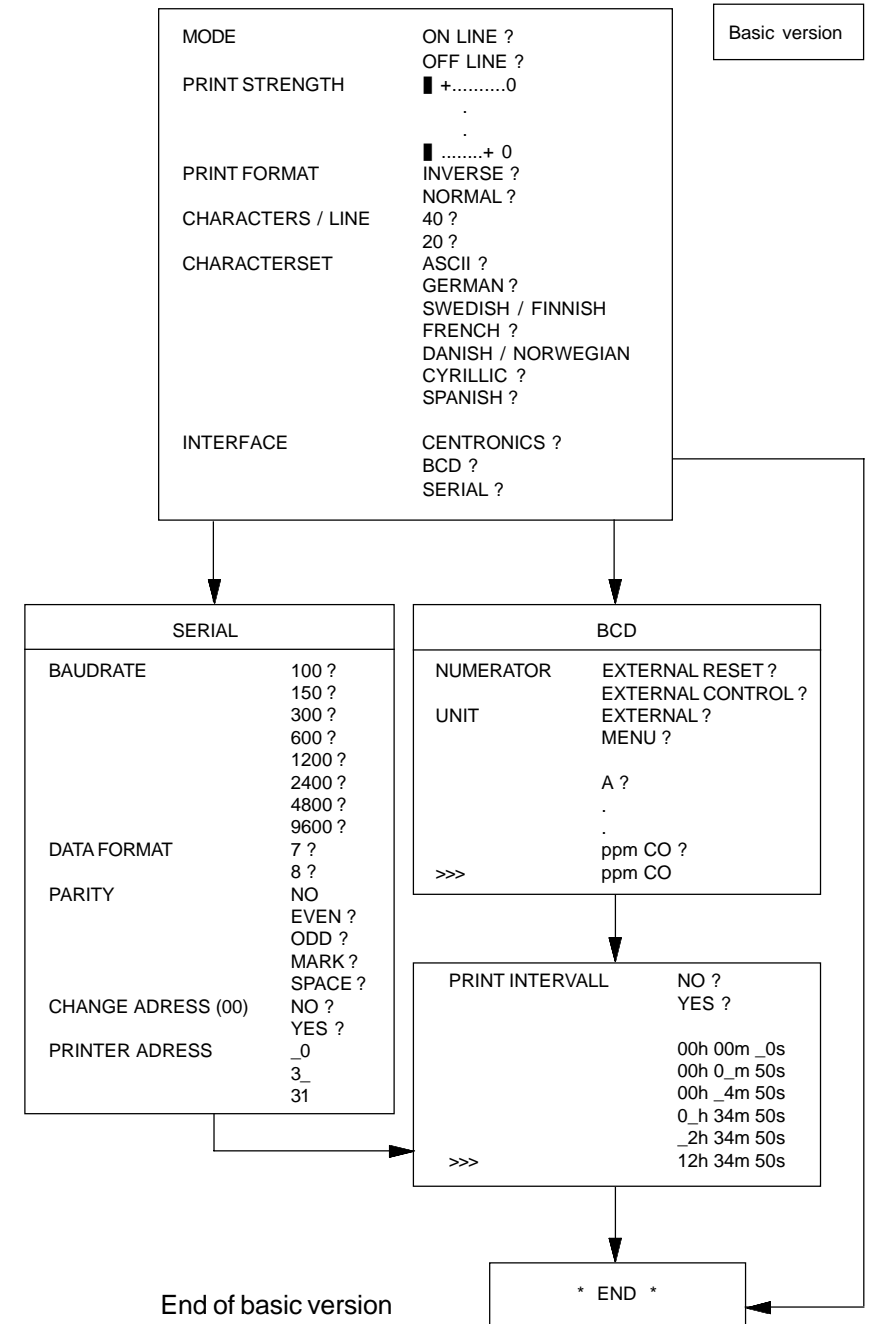 Basic version
MODE ON LINE ?
OFF LINE ?
PRINT STRENGTH ▮ +..........0
.
.
▮ ........+ 0
PRINT FORMAT INVERSE ?
NORMAL ?
CHARACTERS / LINE 40 ?
20 ?
CHARACTERSET ASCII ?
GERMAN ?
SWEDISH / FINNISH
FRENCH ?
DANISH / NORWEGIAN
CYRILLIC ?
SPANISH ?
INTERFACE CENTRONICS ?
BCD ?
SERIAL ?
SERIAL
BAUDRATE 100 ?
150 ?
300 ?
600 ?
1200 ?
2400 ?
4800 ?
9600 ?
DATA FORMAT 7 ?
8 ?
PARITY NO
EVEN ?
ODD ?
MARK ?
SPACE ?
CHANGE ADRESS (00) NO ?
YES ?
PRINTER ADRESS _0
3_
31
BCD
NUMERATOR EXTERNAL RESET ?
EXTERNAL CONTROL ?
UNIT EXTERNAL ?
MENU ?
A ?
.
.
ppm CO ?
>>> ppm CO
PRINT INTERVALL NO ?
YES ?
00h 00m _0s
00h 0_m 50s
00h _4m 50s
0_h 34m 50s
_2h 34m 50s
>>> 12h 34m 50s
* END *
End of basic version